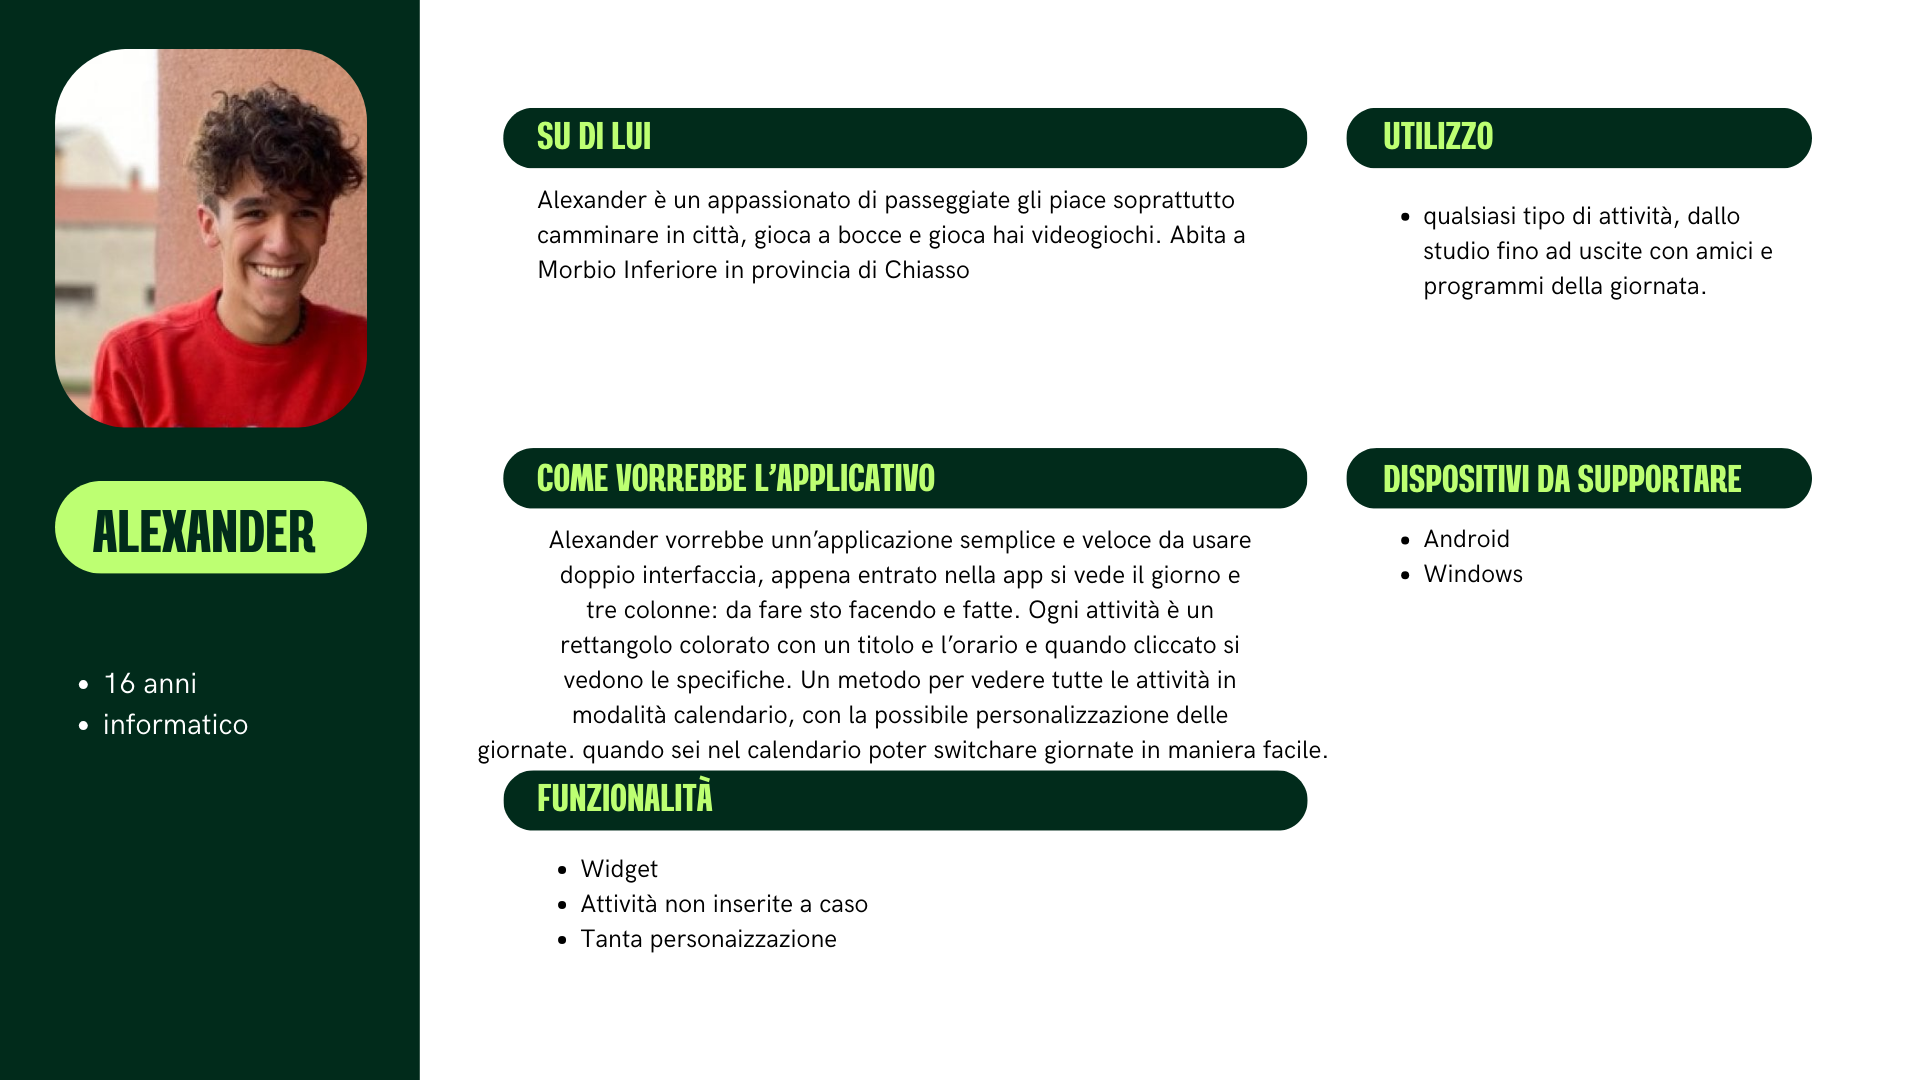 ALEXANDER
16 anni
informatico
SU DI LUI
Alexander è un appassionato di passeggiate gli piace soprattutto
camminare in città, gioca a bocce e gioca hai videogiochi. Abita a
Morbio Inferiore in provincia di Chiasso
UTILIZZO
qualsiasi tipo di attività, dallo
studio fino ad uscite con amici e
programmi della giornata.
COME VORREBBE L’APPLICATIVO
Alexander vorrebbe unn’applicazione semplice e veloce da usare
doppio interfaccia, appena entrato nella app si vede il giorno e
tre colonne: da fare sto facendo e fatte. Ogni attività è un
rettangolo colorato con un titolo e l’orario e quando cliccato si
vedono le specifiche. Un metodo per vedere tutte le attività in
modalità calendario, con la possibile personalizzazione delle
giornate. quando sei nel calendario poter switchare giornate in maniera facile.
DISPOSITIVI DA SUPPORTARE
Android
Windows
FUNZIONALITÀ
Widget
Attività non inserite a caso
Tanta personaizzazione